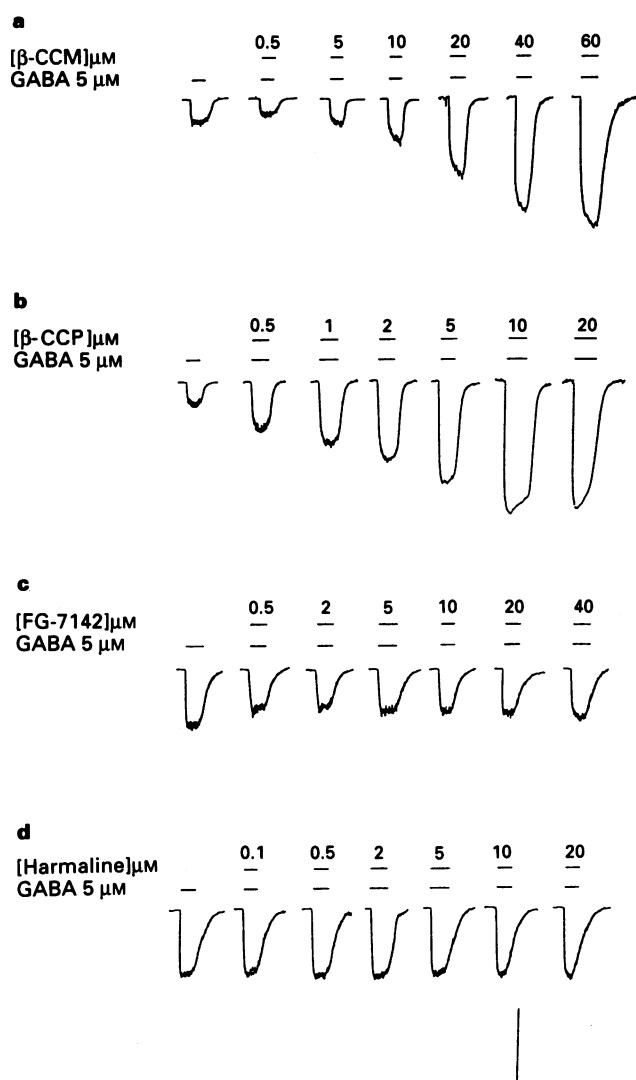 a
0.5 5 10 20 40 60
[β-CCM]μM
GABA 5 μM
b
0.5 1 2 5 10 20
[β-CCP]μM
GABA 5 μM
c
0.5 2 5 10 20 40
[FG-7142]μM
GABA 5 μM
d
0.1 0.5 2 5 10 20
[Harmaline]μM
GABA 5 μM